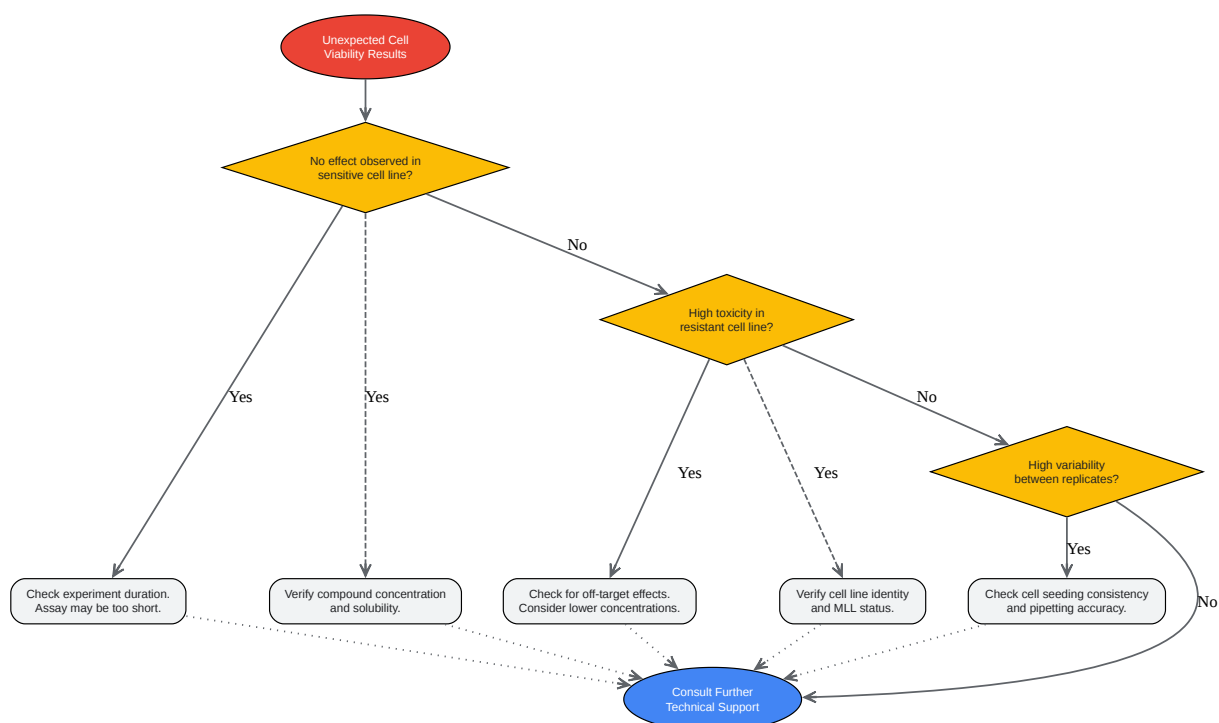 Unexpected Cell
Viability Results
No effect observed in
sensitive cell line?
No
High toxicity in
resistant cell line?
Yes
Yes
No
High variability
between replicates?
Yes
Yes
Yes
No
Check experiment duration.
Assay may be too short.
Verify compound concentration
and solubility.
Check for off-target effects.
Consider lower concentrations.
Verify cell line identity
and MLL status.
Check cell seeding consistency
and pipetting accuracy.
Consult Further
Technical Support